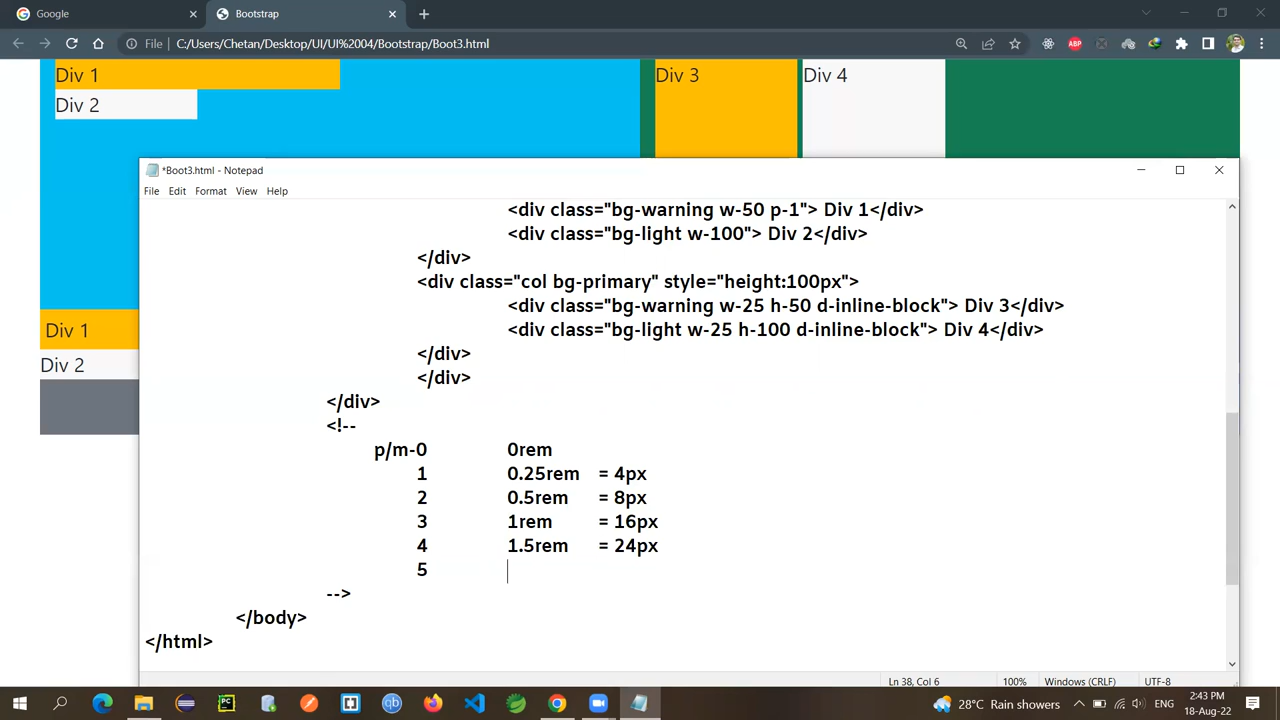 Google
Bootstrap
File C:/Users/Chetan/Desktop/UI/UI%2004/Bootstrap/Boot3.html
ABP
Div 1
Div 3
Div 4
Div 2
*Boot3.html - Notepad
File Edit Format View Help
<div class="bg-warning w-50 p-1"> Div 1</div>
<div class="bg-light w-100"> Div 2</div>
</div>
<div class="col bg-primary" style="height:100px">
<div class="bg-warning w-25 h-50 d-inline-block"> Div 3</div>
<div class="bg-light w-25 h-100 d-inline-block"> Div 4</div>
</div>
</div>
</div>
<!--
p/m-0 0rem
1 0.25rem = 4px
2 0.5rem = 8px
3 1rem = 16px
4 1.5rem = 24px
5
-->
</body>
</html>
Div 1
Div 2
Ln 38, Col 6 100% Windows (CRLF) UTF-8
PC
qb
28°C Rain showers ENG 2:43 PM
18-Aug-22